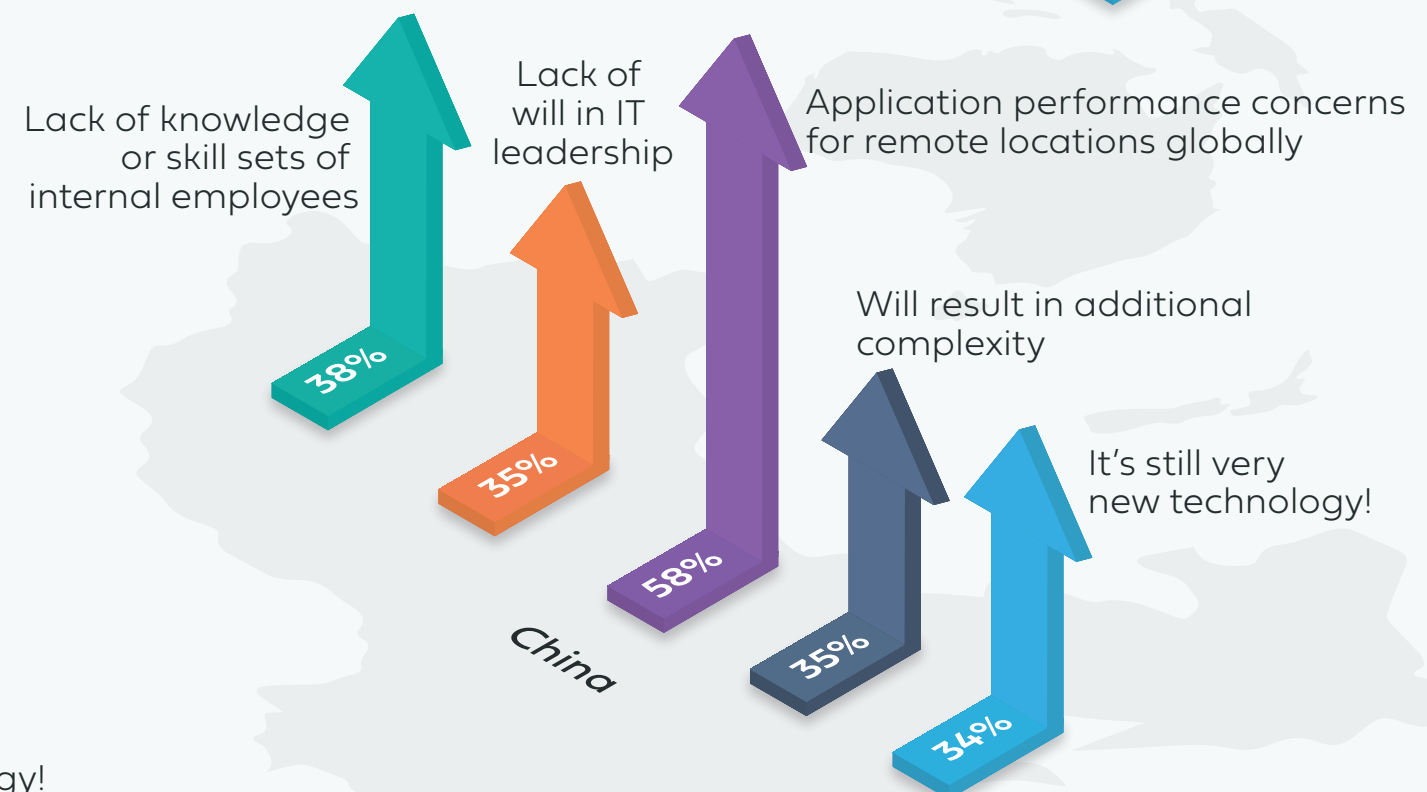 Lack of knowledge
or skill sets of
internal employees
38%
Lack of
will in IT
leadership
35%
Application performance concerns
for remote locations globally
58%
Will result in additional
complexity
35%
It's still very
new technology!
34%
China
gy!